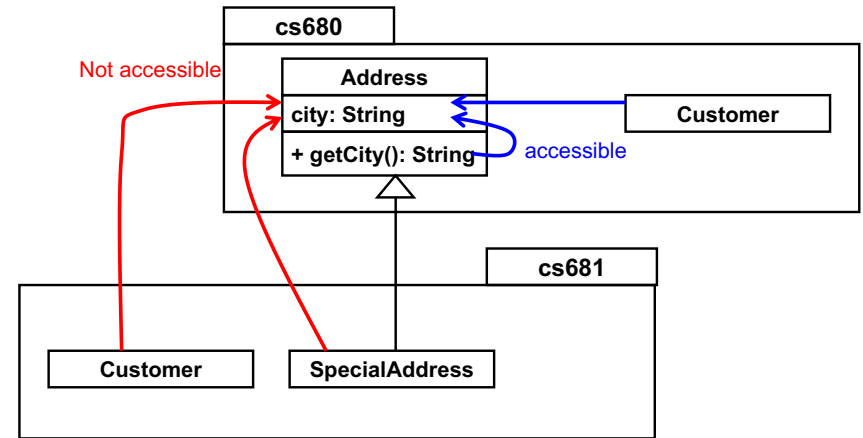 cs680
Not accessible
Address
city: String
Customer
+ getCity(): String
accessible
cs681
Customer
SpecialAddress